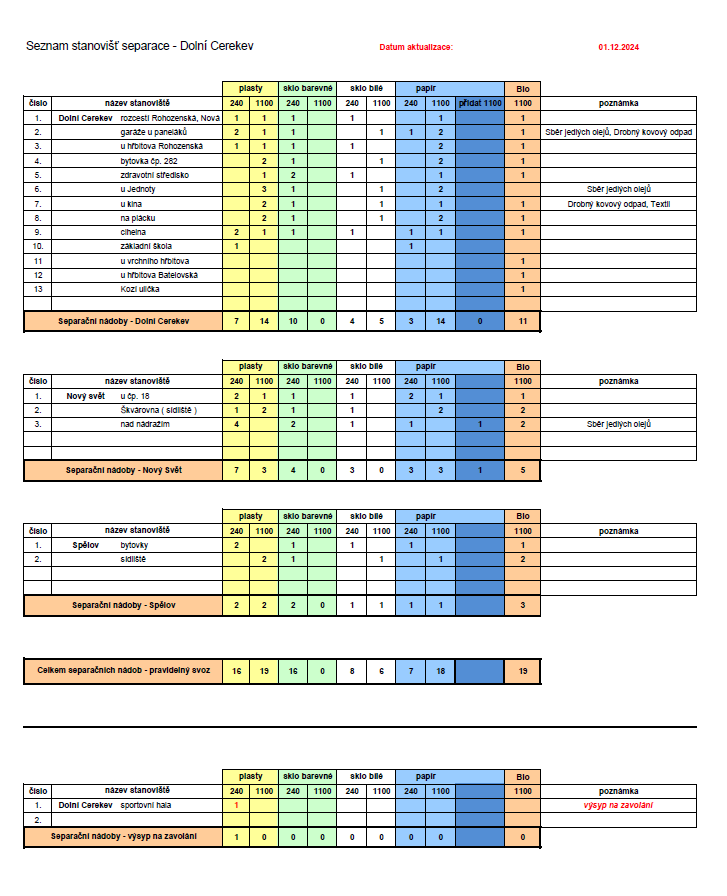 Seznam stanovišť separace - Dolní Cerekev Datum aktualizace: 01.12.2024
plasty sklo barevné sklo bílé papír Bio
číslo název stanoviště 240 1100 240 1100 240 1100 240 1100 přidat 1100 1100 poznámka
1. Dolní Cerekev rozcestí Rohozenská, Nová 1 1 1 1 1 1
2. garáže u paneláků 2 1 1 1 1 2 1 Sběr jedlých olejů, Drobný kovový odpad
3. u hřbitova Rohozenská 1 1 1 1 2 1
4. bytovka čp. 282 2 1 1 2 1
5. zdravotní středisko 1 2 1 1 1
6. u Jednoty 3 1 1 2 Sběr jedlých olejů
7. u kina 2 1 1 1 1 Drobný kovový odpad, Textil
8. na plácku 2 1 1 2 1
9. cihelna 2 1 1 1 1 1 1
10. základní škola 1 1
11 u vrchního hřbitova 1
12 u hřbitova Batelovská 1
13 Kozí ulička 1
Separační nádoby - Dolní Cerekev 7 14 10 0 4 5 3 14 0 11
plasty sklo barevné sklo bílé papír Bio
číslo název stanoviště 240 1100 240 1100 240 1100 240 1100 1100 poznámka
1. Nový svět u čp. 18 2 1 1 1 2 1 1
2. Škvárovna ( sídliště ) 1 2 1 1 2 2
3. nad nádražím 4 2 1 1 1 2 Sběr jedlých olejů
Separační nádoby - Nový Svět 7 3 4 0 3 0 3 3 1 5
plasty sklo barevné sklo bílé papír Bio
číslo název stanoviště 240 1100 240 1100 240 1100 240 1100 1100 poznámka
1. Spělov bytovky 2 1 1 1 1
2. sídliště 2 1 1 1 2
Separační nádoby - Spělov 2 2 2 0 1 1 1 1 3
Celkem separačních nádob - pravidelný svoz 16 19 16 0 8 6 7 18 19
plasty sklo barevné sklo bílé papír Bio
číslo název stanoviště 240 1100 240 1100 240 1100 240 1100 1100 poznámka
1. Dolní Cerekev sportovní hala 1 výsyp na zavolání
2.
Separační nádoby - výsyp na zavolání 1 0 0 0 0 0 0 0 0